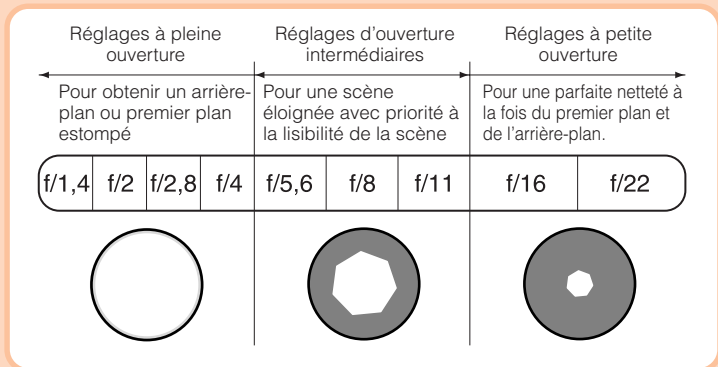 Réglages à pleine
ouverture
Réglages d'ouverture
intermédiaires
Réglages à petite
ouverture
Pour obtenir un arrière-
plan ou premier plan
estompé
Pour une scène
éloignée avec priorité à
la lisibilité de la scène
Pour une parfaite netteté à
la fois du premier plan et
de l'arrière-plan.
f/1,4 f/2 f/2,8 f/4 f/5,6 f/8 f/11 f/16 f/22